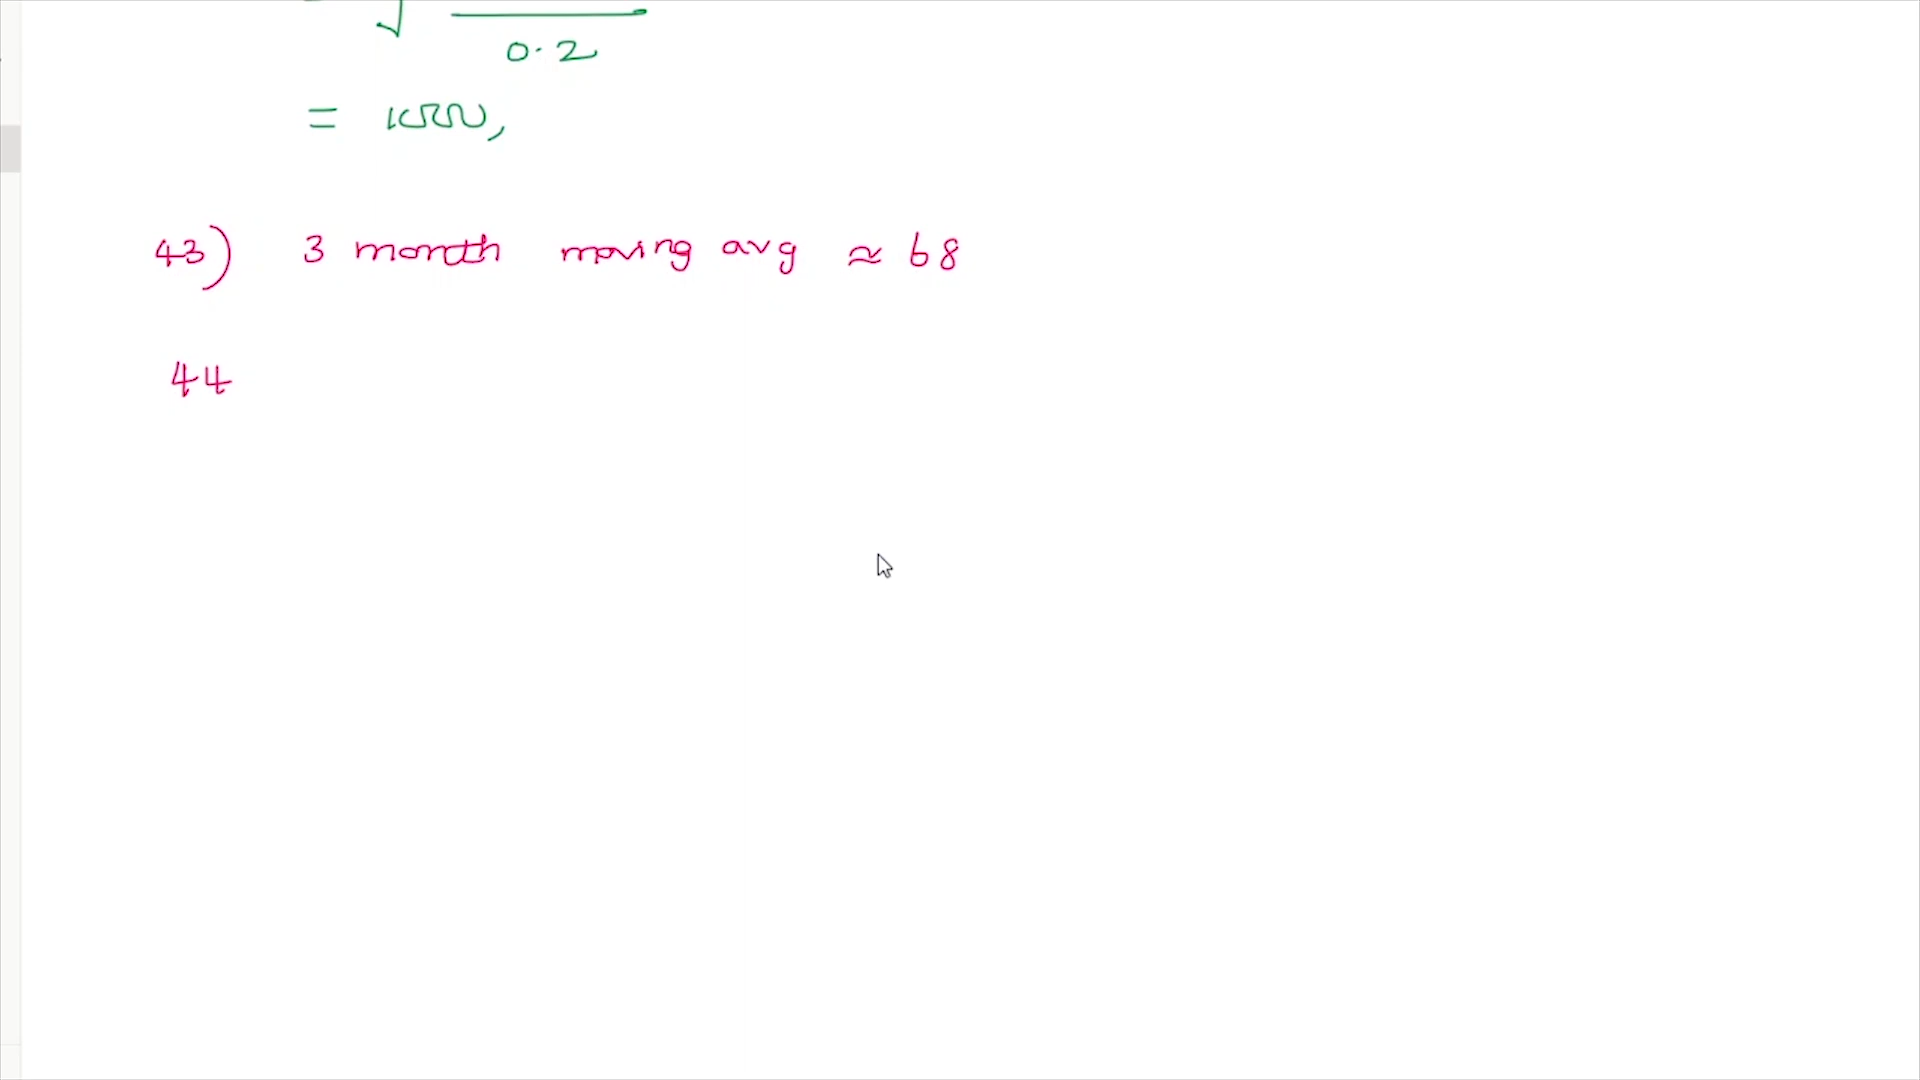 0.2
= 1000,
43) 3 month moving avg ≈ 68
44